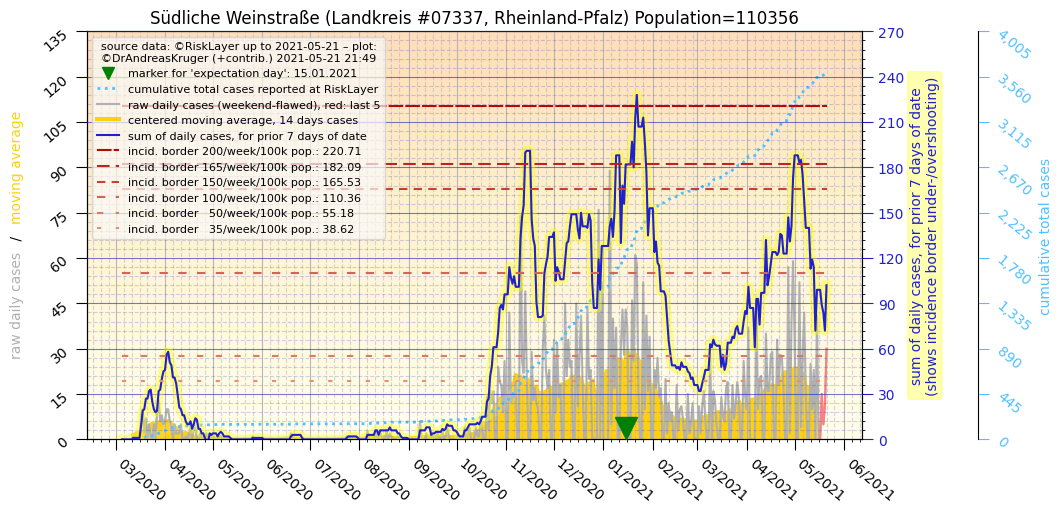 Südliche Weinstraße (Landkreis #07337, Rheinland-Pfalz) Population=110356
source data: ©RiskLayer up to 2021-05-21 – plot:
©DrAndreasKruger (+contrib.) 2021-05-21 21:49
marker for 'expectation day': 15.01.2021
cumulative total cases reported at RiskLayer
raw daily cases (weekend-flawed), red: last 5
centered moving average, 14 days cases
sum of daily cases, for prior 7 days of date
incid. border 200/week/100k pop.: 220.71
incid. border 165/week/100k pop.: 182.09
incid. border 150/week/100k pop.: 165.53
incid. border 100/week/100k pop.: 110.36
incid. border   50/week/100k pop.: 55.18
incid. border   35/week/100k pop.: 38.62
raw daily cases / moving average
135
120
105
90
75
60
45
30
15
0
03/2020
04/2020
05/2020
06/2020
07/2020
08/2020
09/2020
10/2020
11/2020
12/2020
01/2021
02/2021
03/2021
04/2021
05/2021
06/2021
270
240
210
180
150
120
90
60
30
0
sum of daily cases, for prior 7 days of date
(shows incidence border under-/overshooting)
4,005
3,560
3,115
2,670
2,225
1,780
1,335
890
445
0
cumulative total cases